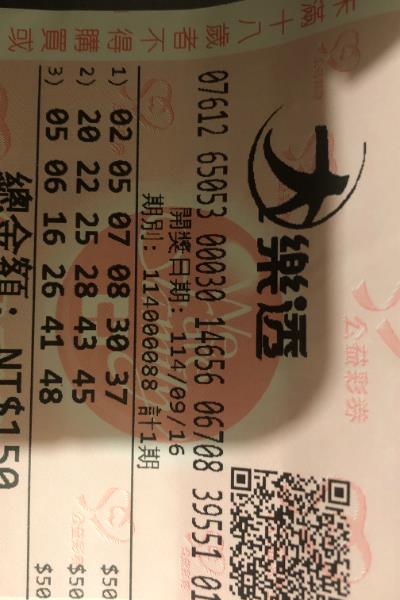 未滿十八歲者不得購買或
大樂透
公益彩券
07612 65053 00030 14656 06708 39551 01
開獎日期: 114/09/16
期別: 114000088 計1期
1) 02 05 07 08 30 37 $50
2) 20 22 25 28 43 45 $50
3) 05 06 16 26 41 48 $50
總金額: NT$150